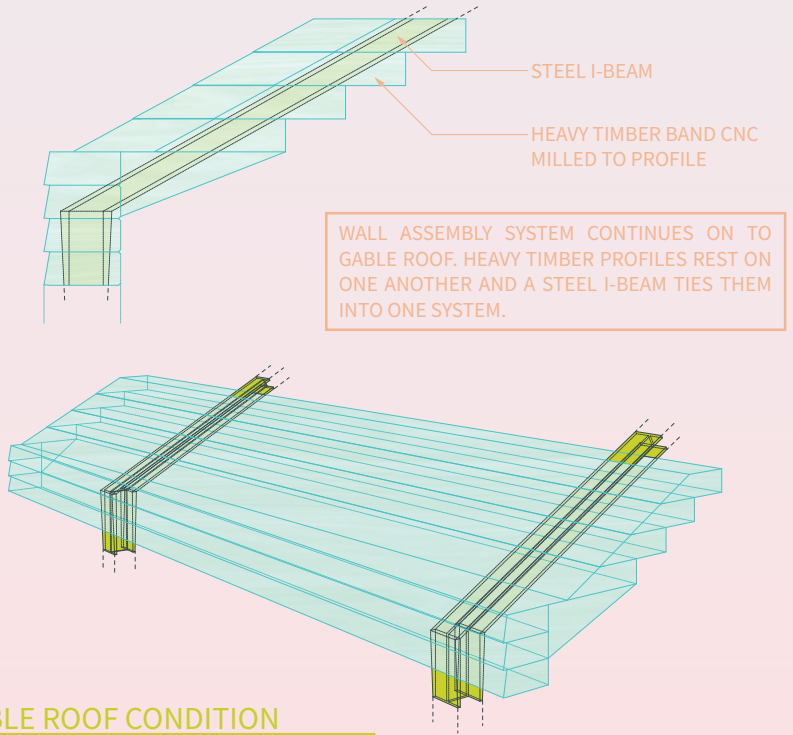 STEEL I-BEAM
HEAVY TIMBER BAND CNC
MILLED TO PROFILE
WALL ASSEMBLY SYSTEM CONTINUES ON TO
GABLE ROOF. HEAVY TIMBER PROFILES REST ON
ONE ANOTHER AND A STEEL I-BEAM TIES THEM
INTO ONE SYSTEM.
BLE ROOF CONDITION